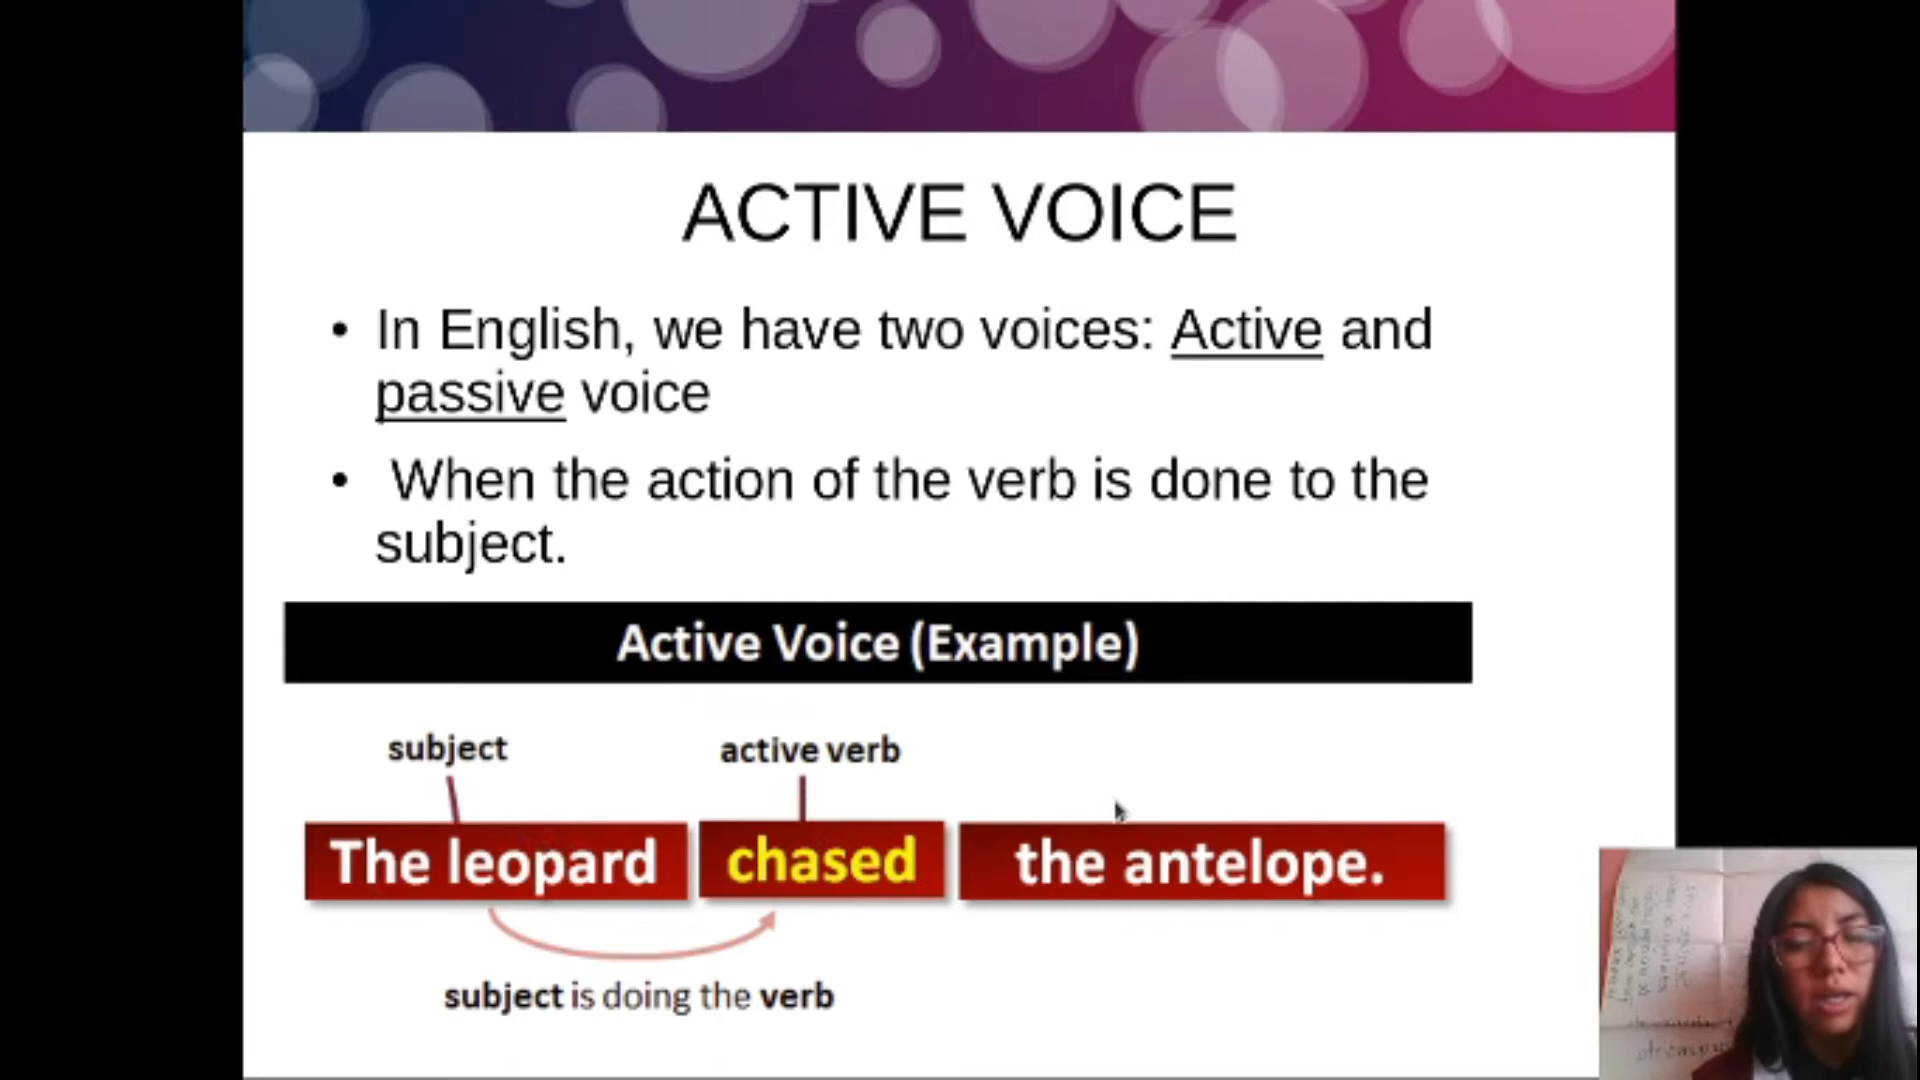 ACTIVE VOICE
• In English, we have two voices: Active and
passive voice
• When the action of the verb is done to the
subject.
Active Voice (Example)
subject active verb
The leopard chased the antelope.
subject is doing the verb